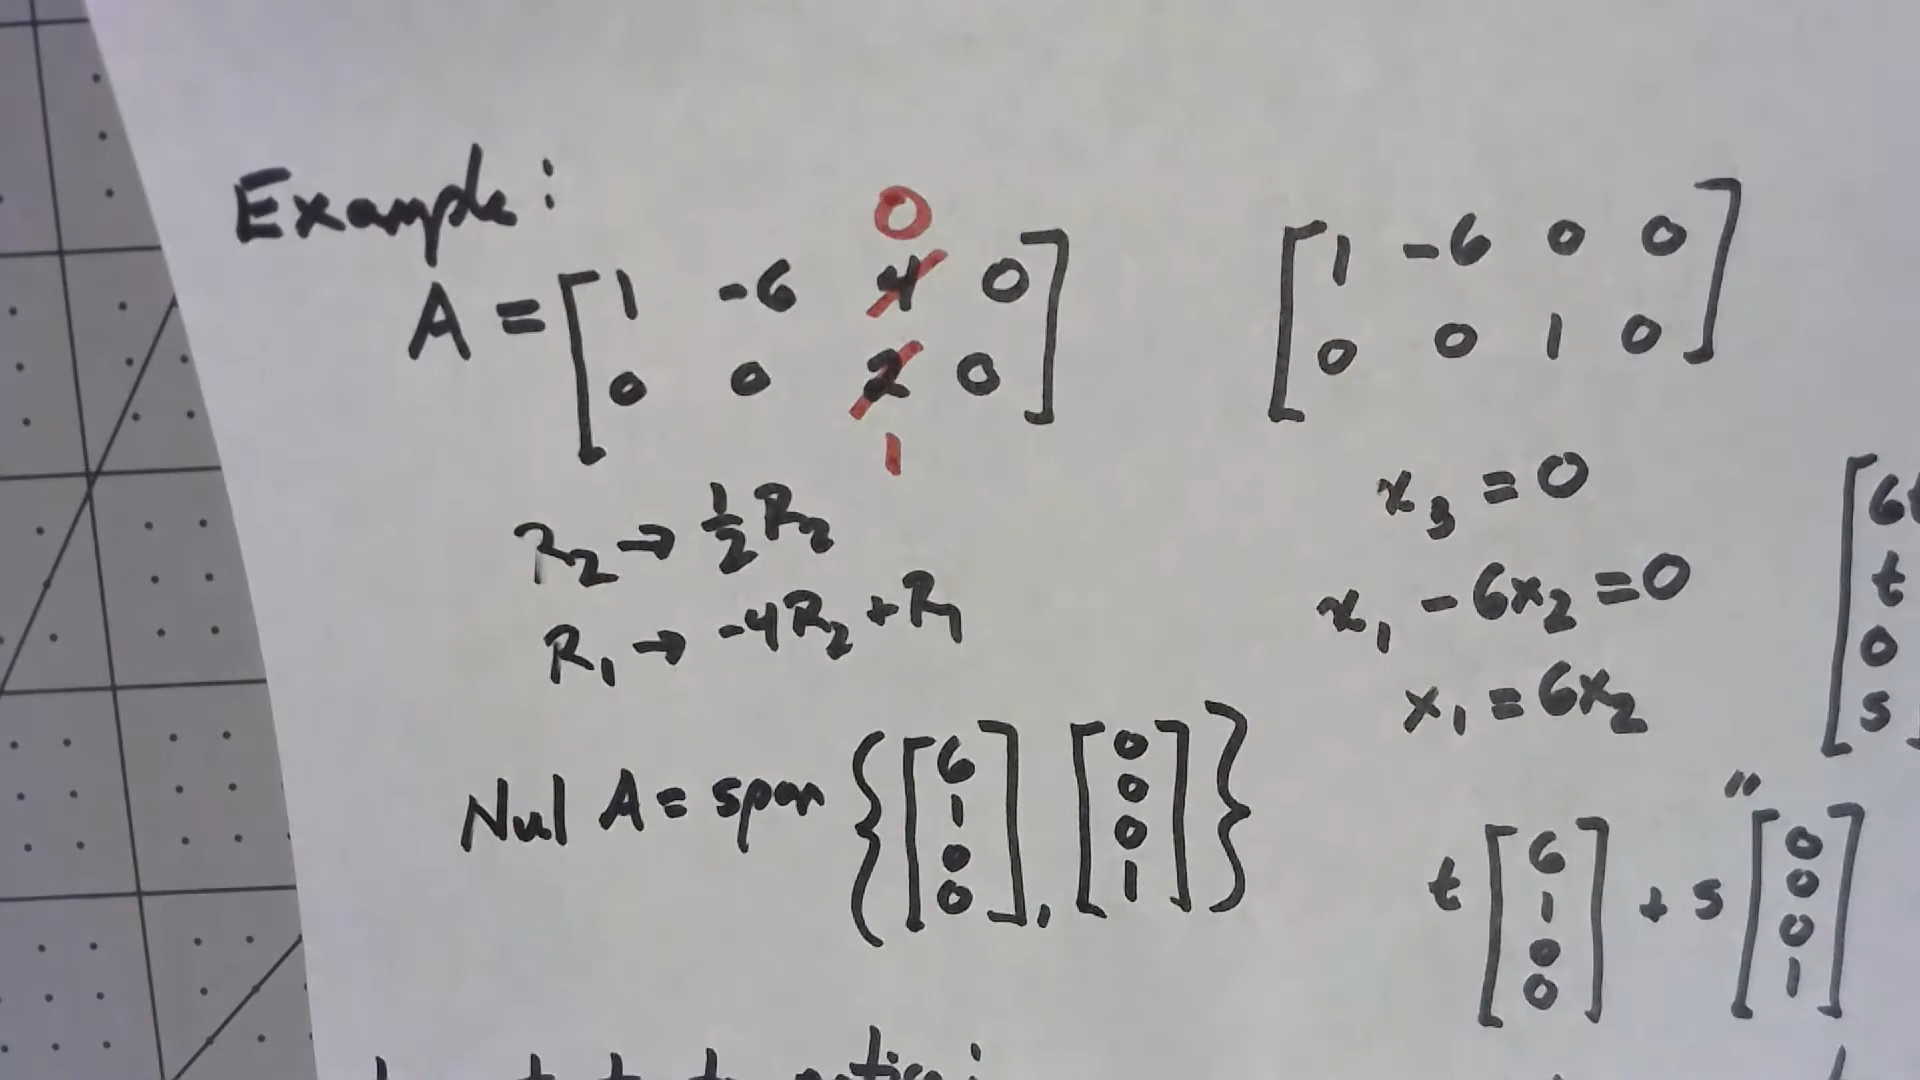 Example:
0
A = [1 -6 4 0
0 0 2 0]
1
R2 → 1/2 R2
R1 → -4R2 + R1
Nul A = span {[6 1 0 0], [0 0 0 1]}
[1 -6 0 0
0 0 1 0]
x3 = 0
x1 - 6x2 = 0
x1 = 6x2
[6t
t
0
s]
"
t [6 1 0 0] + s [0 0 0 1]